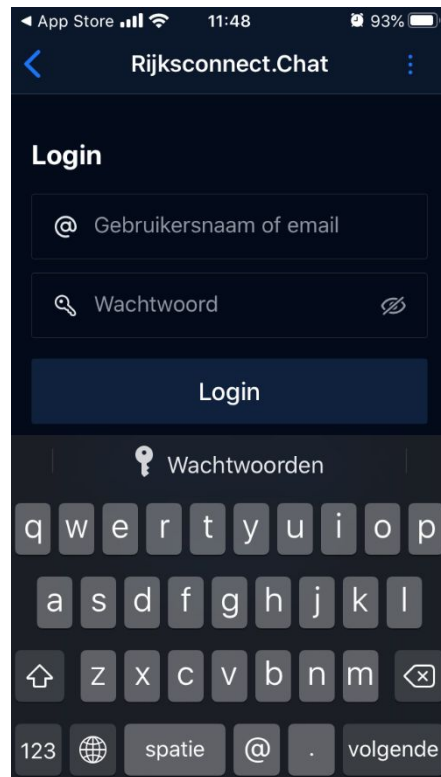 ◀ App Store 11:48 93%
Rijksconnect.Chat
Login
@ Gebruikersnaam of email
Wachtwoord
Login
Wachtwoorden
q w e r t y u i o p
a s d f g h j k l
z x c v b n m
123 spatie @ . volgende